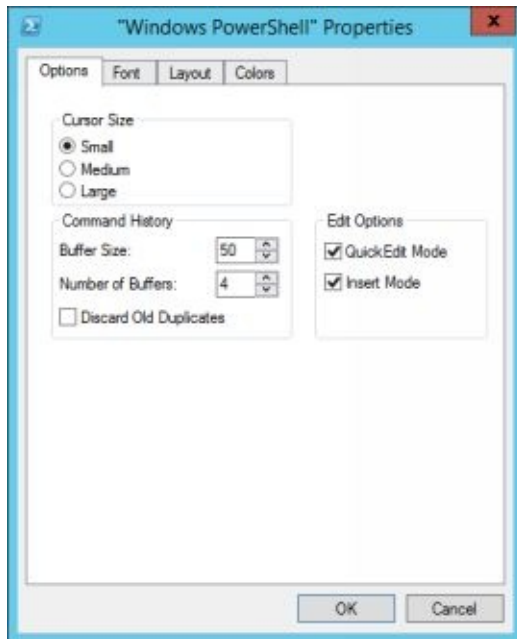 "Windows PowerShell" Properties
x
Options Font Layout Colors
Cursor Size
Small
Medium
Large
Command History
Buffer Size: 50
Number of Buffers: 4
Discard Old Duplicates
Edit Options
QuickEdit Mode
Insert Mode
OK Cancel